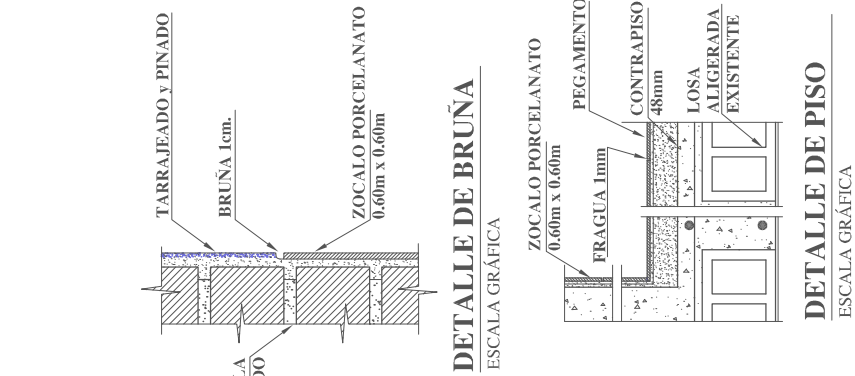 TARRAJEADO y PINADO
BRUÑA 1cm.
ZOCALO PORCELANATO
0.60m x 0.60m
DETALLE DE BRUÑA
ESCALA GRÁFICA
ZOCALO PORCELANATO
0.60m x 0.60m
FRAGUA 1mm
PEGAMENTO
CONTRAPISO
48mm
LOSA
ALIGERADA
EXISTENTE
DETALLE DE PISO
ESCALA GRÁFICA